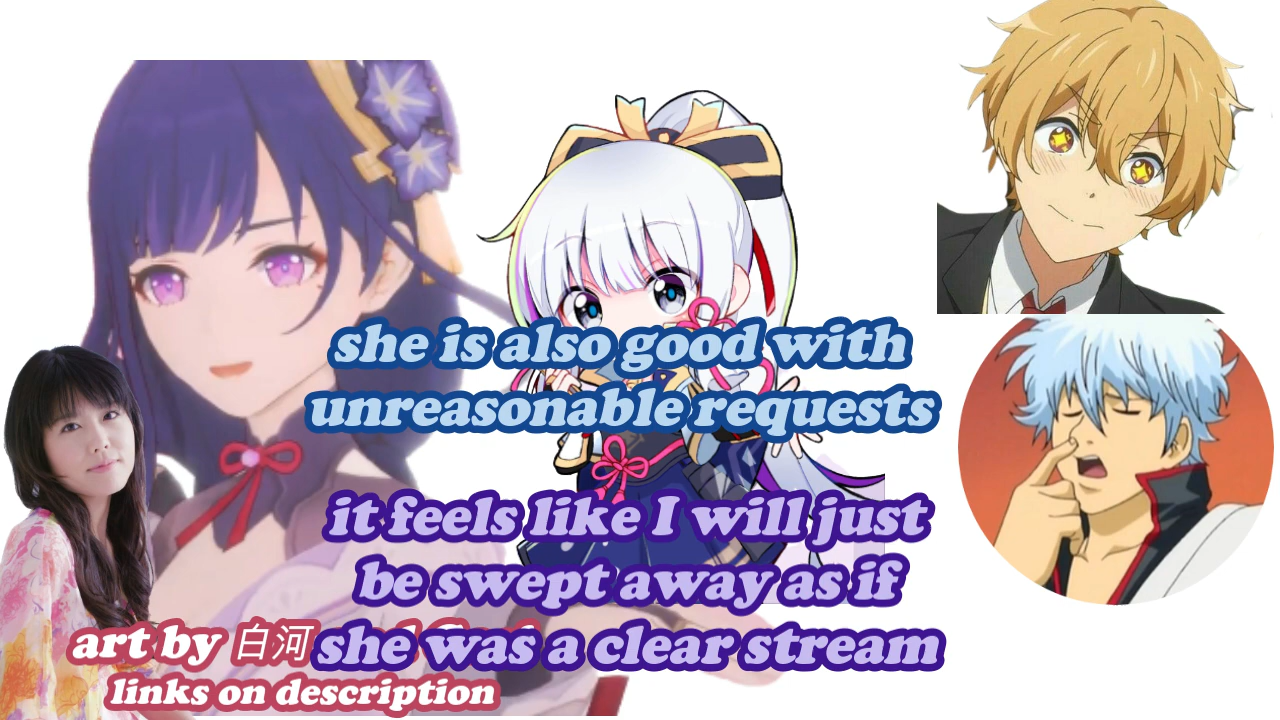 she is also good with
unreasonable requests
it feels like I will just
be swept away as if
she was a clear stream
art by 白河
links on description